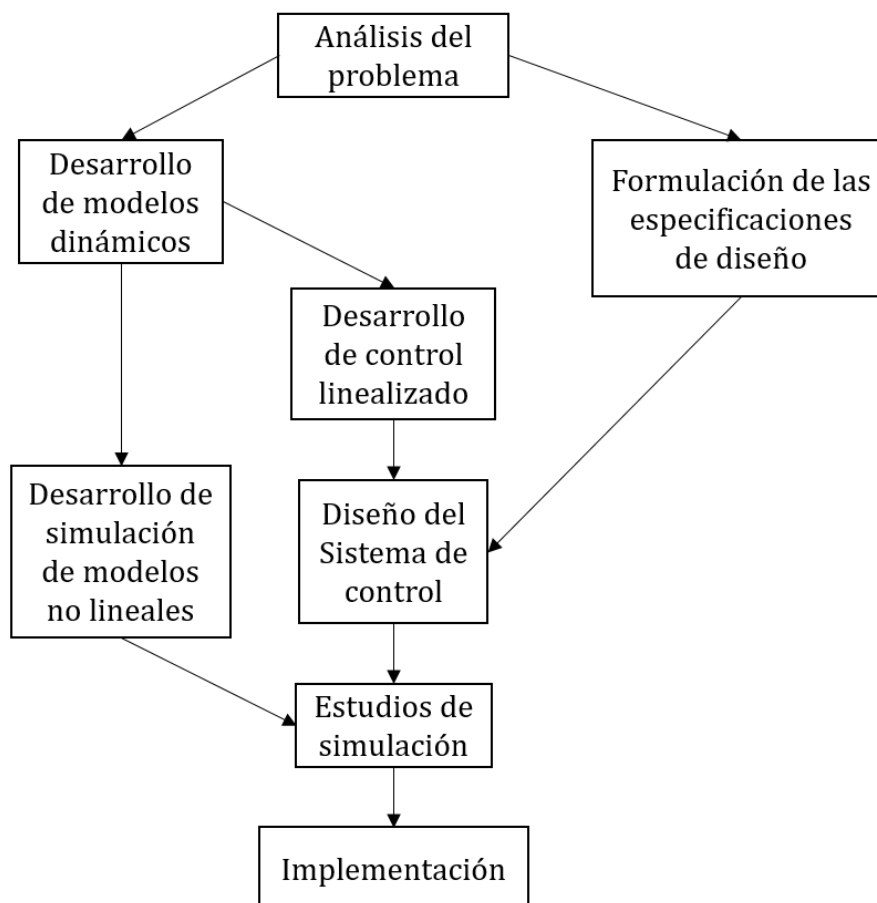 Análisis del
problema
Desarrollo
de modelos
dinámicos
Formulación de las
especificaciones
de diseño
Desarrollo
de control
linealizado
Desarrollo de
simulación
de modelos
no lineales
Diseño del
Sistema de
control
Estudios de
simulación
Implementación